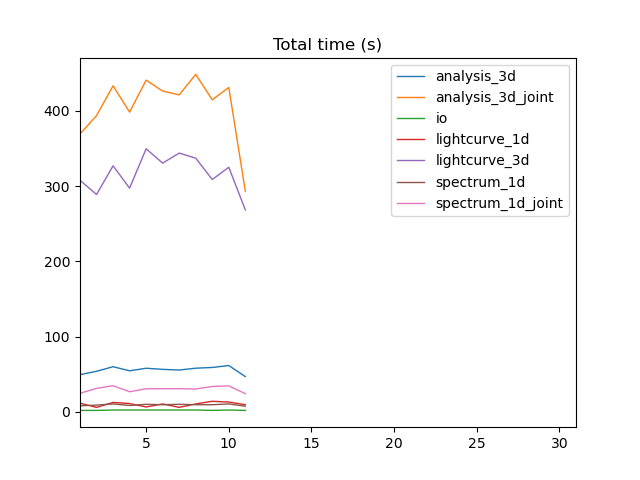 Total time (s)
analysis_3d
analysis_3d_joint
io
lightcurve_1d
lightcurve_3d
spectrum_1d
spectrum_1d_joint
400
300
200
100
0
5 10 15 20 25 30